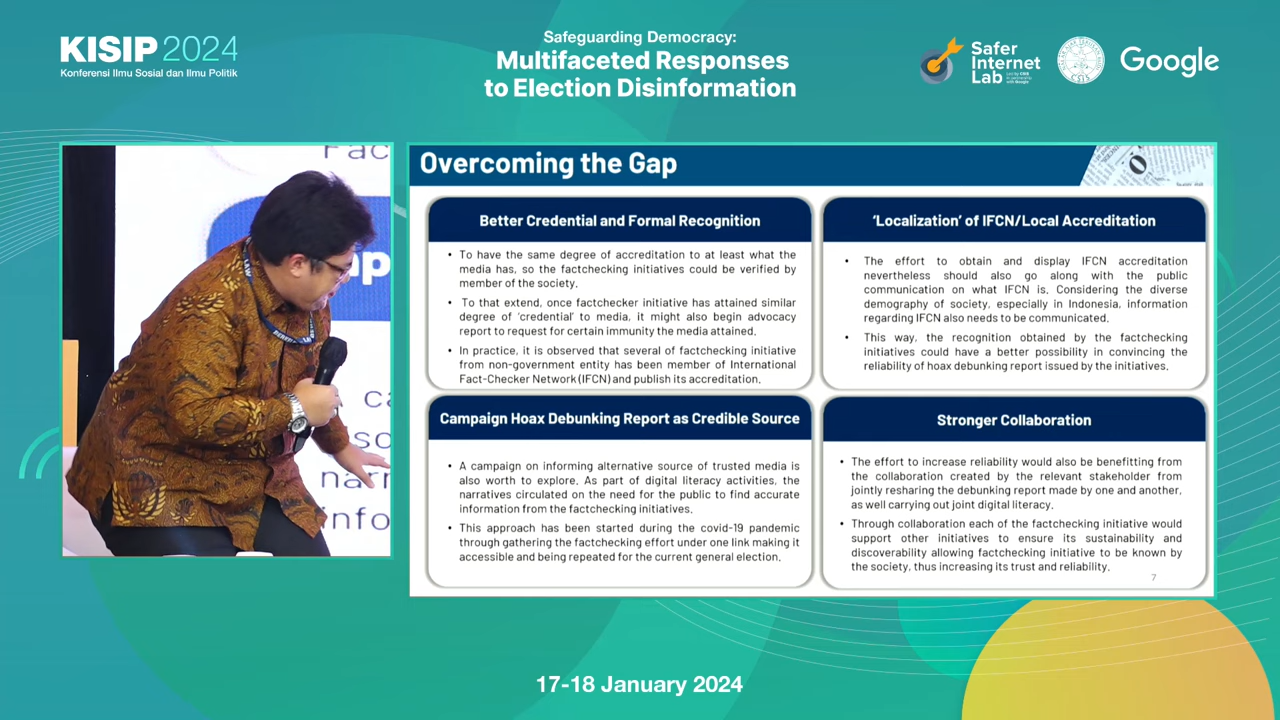 KISIP 2024
Konferensi Ilmu Sosial dan Ilmu Politik
Safeguarding Democracy:
Multifaceted Responses
to Election Disinformation
Safer
Internet
Lab
CSIS
Google
Fac
ap
ca
narr
info
Overcoming the Gap
Better Credential and Formal Recognition
• To have the same degree of accreditation to at least what the
media has, so the factchecking initiatives could be verified by
member of the society.
• To that extend, once factchecker initiative has attained similar
degree of 'credential' to media, it might also begin advocacy
report to request for certain immunity the media attained.
• In practice, it is observed that several of factchecking initiative
from non-government entity has been member of International
Fact-Checker Network (IFCN) and publish its accreditation.
'Localization' of IFCN/Local Accreditation
• The effort to obtain and display IFCN accreditation
nevertheless should also go along with the public
communication on what IFCN is. Considering the diverse
demography of society, especially in Indonesia, information
regarding IFCN also needs to be communicated.
• This way, the recognition obtained by the factchecking
initiatives could have a better possibility in convincing the
reliability of hoax debunking report issued by the initiatives.
Campaign Hoax Debunking Report as Credible Source
• A campaign on informing alternative source of trusted media is
also worth to explore. As part of digital literacy activities, the
narratives circulated on the need for the public to find accurate
information from the factchecking initiatives.
• This approach has been started during the covid-19 pandemic
through gathering the factchecking effort under one link making it
accessible and being repeated for the current general election.
Stronger Collaboration
• The effort to increase reliability would also be benefitting from
the collaboration created by the relevant stakeholder from
jointly resharing the debunking report made by one and another,
as well carrying out joint digital literacy.
• Through collaboration each of the factchecking initiative would
support other initiatives to ensure its sustainability and
discoverability allowing factchecking initiative to be known by
the society, thus increasing its trust and reliability.
7
17-18 January 2024